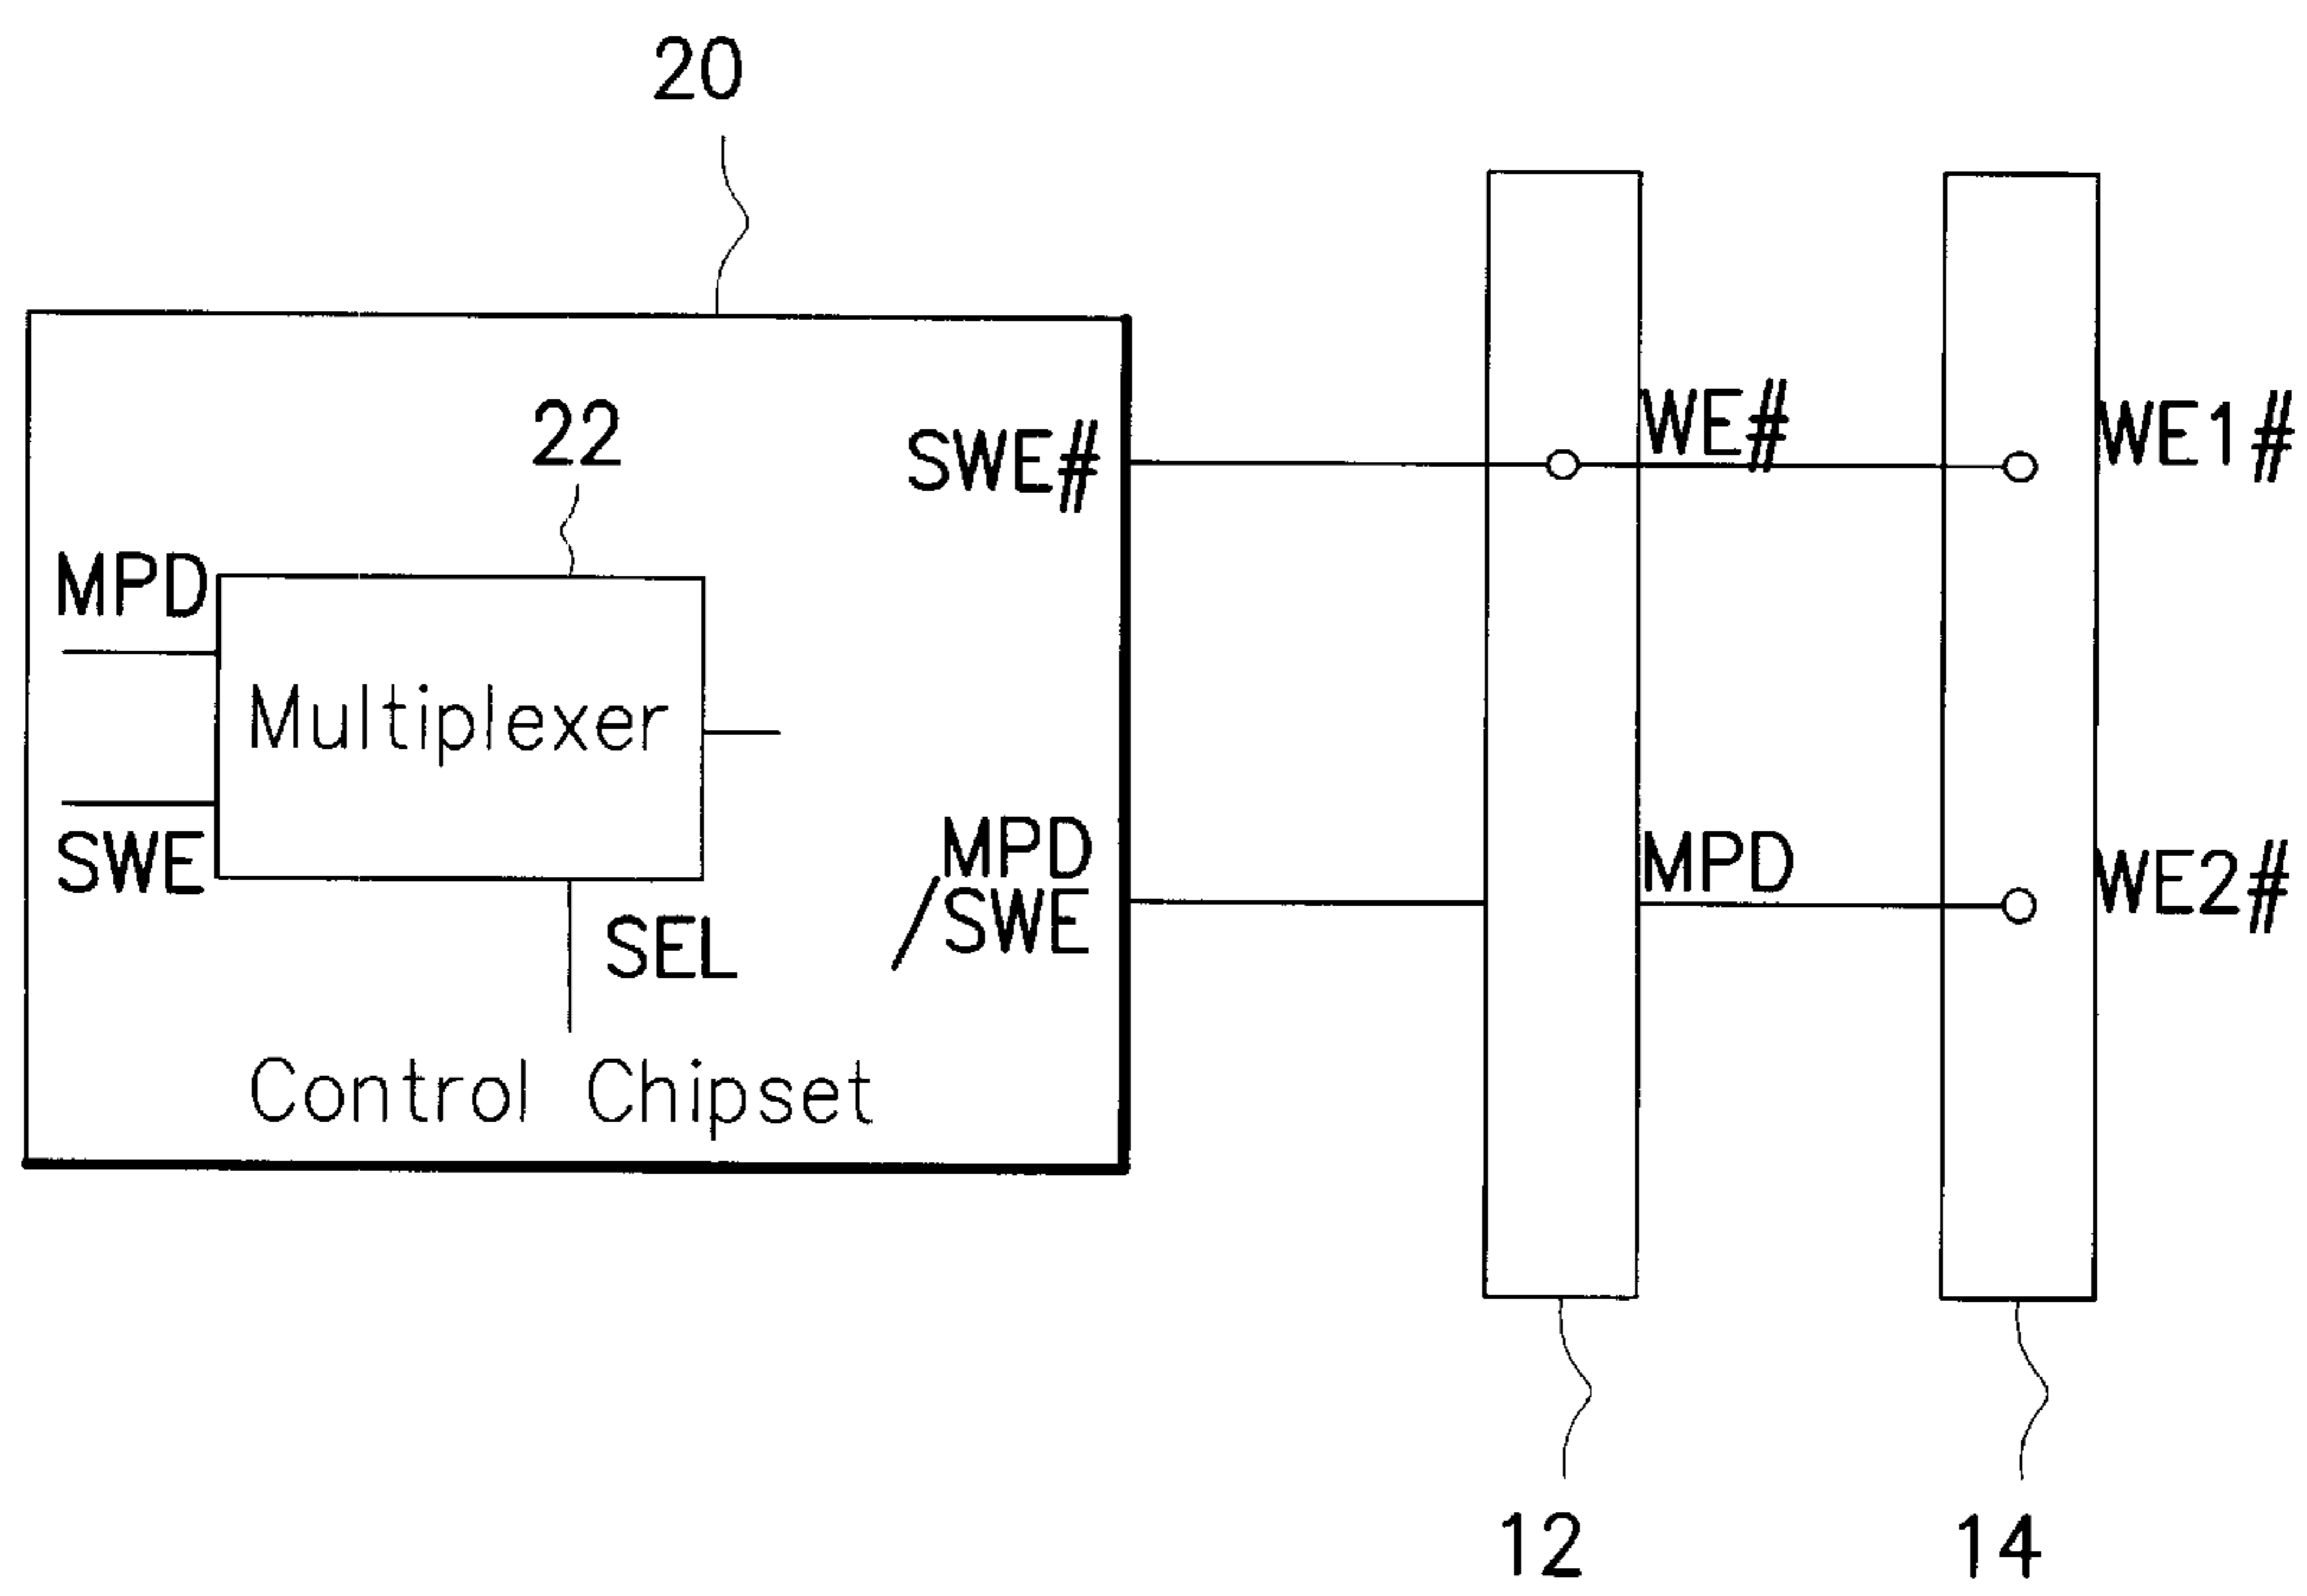 20
22
SWE#
WE#
WE1#
MPD
Multiplexer
SWE
MPD
/SWE
MPD
WE2#
SEL
Control Chipset
12
14